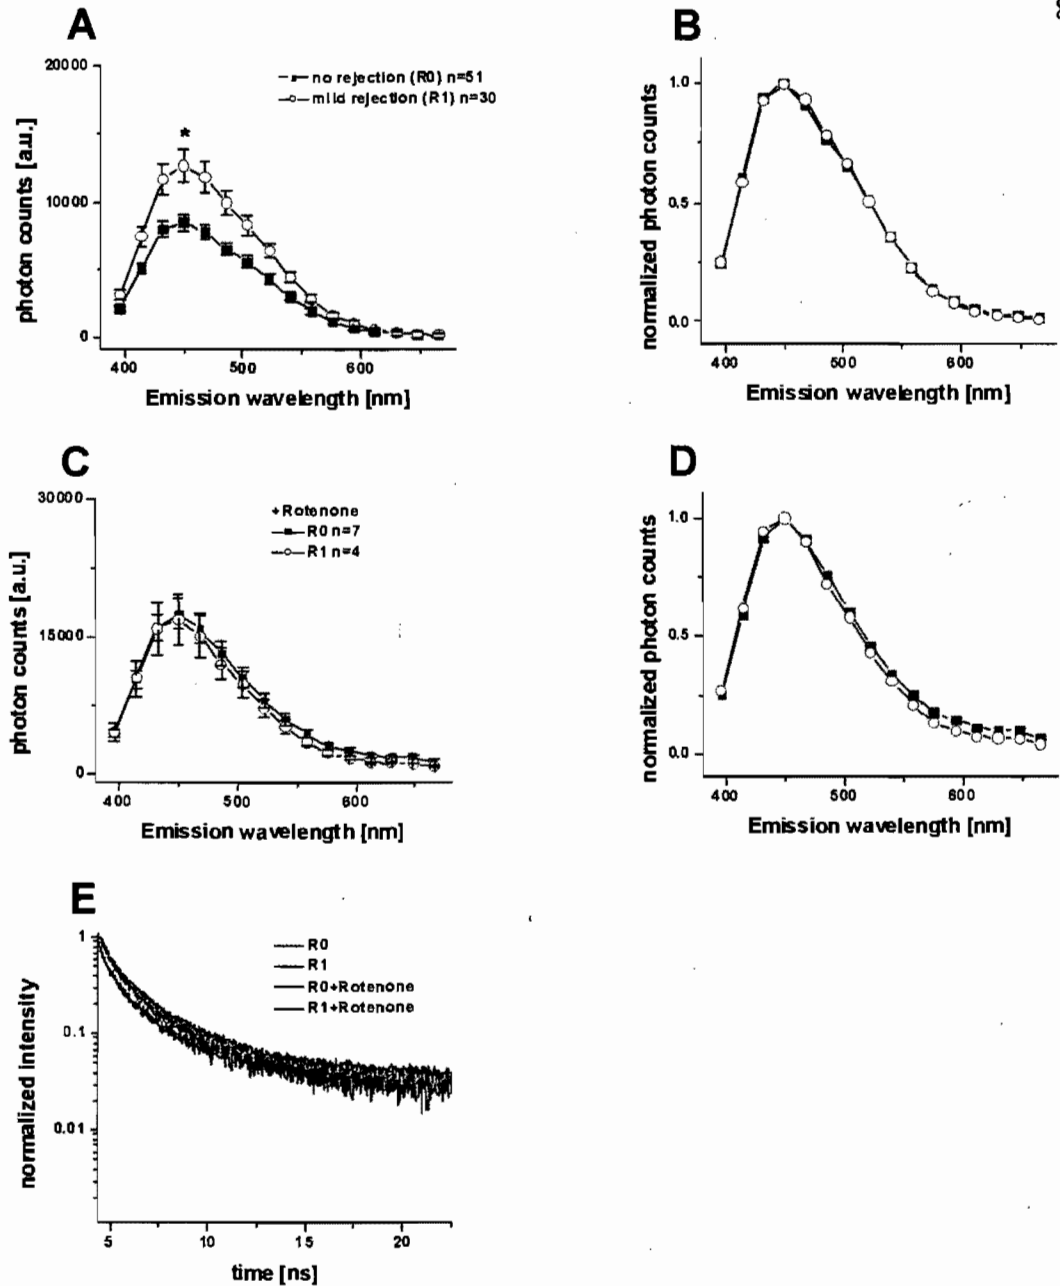 A
20000
10000
0
photon counts [a.u.]
no rejection (R0) n=51
mild rejection (R1) n=30
*
400 500 600
Emission wavelength [nm]
B
1.0
0.5
0.0
normalized photon counts
400 500 600
Emission wavelength [nm]
C
30000
15000
0
photon counts [a.u.]
+Rotenone
R0 n=7
R1 n=4
400 500 600
Emission wavelength [nm]
D
1.0
0.5
0.0
normalized photon counts
400 500 600
Emission wavelength [nm]
E
1
0.1
0.01
normalized intensity
R0
R1
R0+Rotenone
R1+Rotenone
5 10 15 20
time [ns]